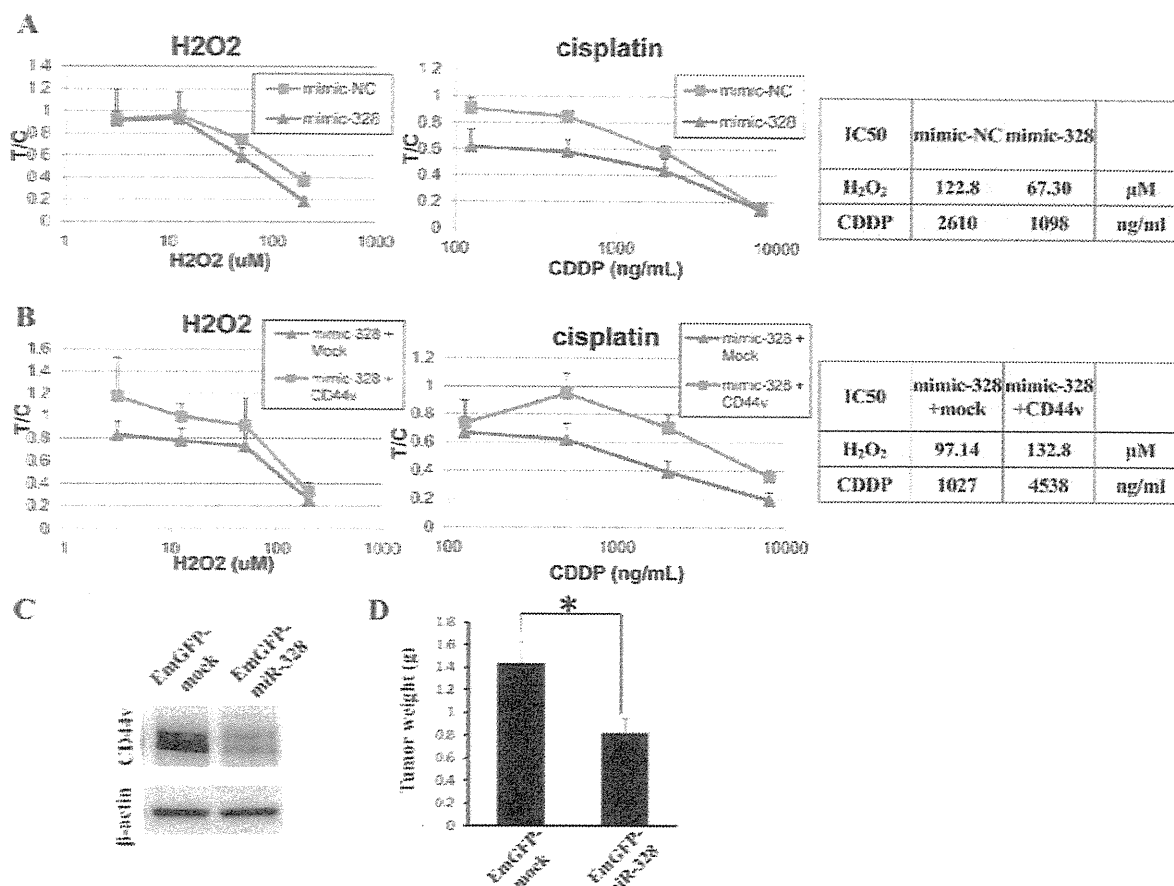 A
H2O2
1.4
1.2
1
0.8
0.6
0.4
0.2
0
T/C
mimic-NC
mimic-328
1 10 100 1000
H2O2 (uM)
cisplatin
1.2
1
0.8
0.6
0.4
0.2
0
T/C
mimic-NC
mimic-328
100 1000 10000
CDDP (ng/mL)
IC50 mimic-NC mimic-328
H₂O₂ 122.8 67.30 µM
CDDP 2610 1098 ng/ml
B
H2O2
1.6
1.4
1.2
1
0.8
0.6
0.4
0.2
0
T/C
mimic-328 +
Mock
mimic-328 +
CD44v
1 10 100 1000
H2O2 (uM)
cisplatin
1.2
1
0.8
0.6
0.4
0.2
0
T/C
mimic-328 +
Mock
mimic-328 +
CD44v
100 1000 10000
CDDP (ng/mL)
IC50 mimic-328 mimic-328
+mock +CD44v
H₂O₂ 97.14 132.8 µM
CDDP 1027 4538 ng/ml
C
EmGFP-
mock
EmGFP-
miR-328
CD44v
β-actin
D
*
1.8
1.6
1.4
1.2
1
0.8
0.6
0.4
0.2
0
Tumor weight (g)
EmGFP-
mock
EmGFP-
miR-328